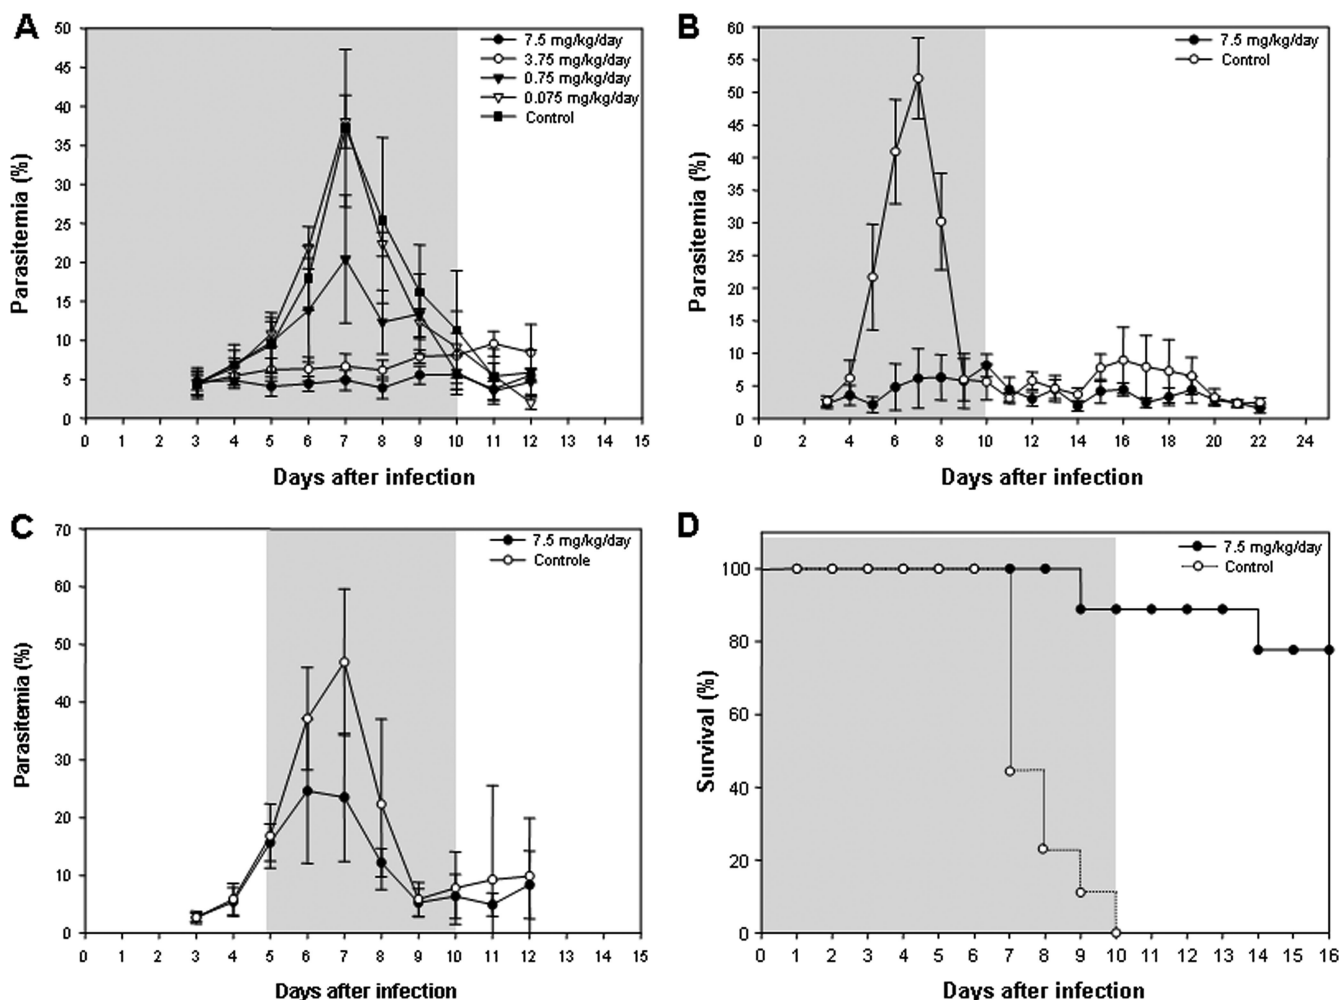 A
50
45
40
35
30
25
20
15
10
5
0
Parasitemia (%)
7.5 mg/kg/day
3.75 mg/kg/day
0.75 mg/kg/day
0.075 mg/kg/day
Control
0 1 2 3 4 5 6 7 8 9 10 11 12 13 14 15
Days after infection
B
60
55
50
45
40
35
30
25
20
15
10
5
0
Parasitemia (%)
7.5 mg/kg/day
Control
0 2 4 6 8 10 12 14 16 18 20 22 24
Days after infection
C
70
60
50
40
30
20
10
0
Parasitemia (%)
7.5 mg/kg/day
Controle
0 1 2 3 4 5 6 7 8 9 10 11 12 13 14 15
Days after infection
D
100
80
60
40
20
0
Survival (%)
7.5 mg/kg/day
Control
0 1 2 3 4 5 6 7 8 9 10 11 12 13 14 15 16
Days after infection